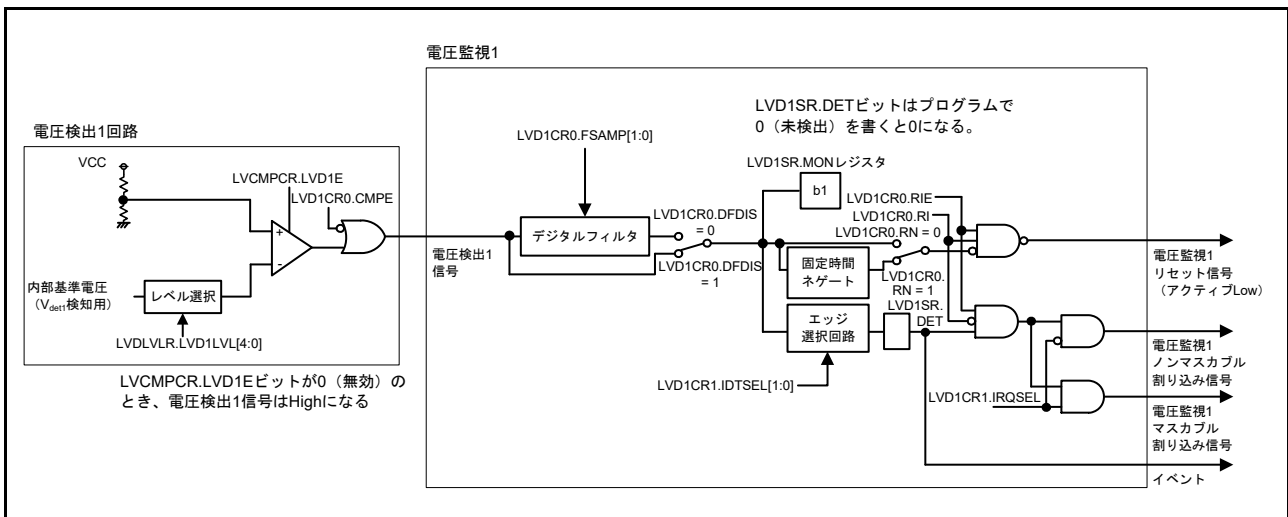 電圧監視1
電圧検出1回路
VCC
LVCMPCR.LVD1E
LVD1CR0.CMPE
内部基準電圧
（Vdet1検知用）
レベル選択
LVDLVLR.LVD1LVL[4:0]
LVCMPCR.LVD1Eビットが0（無効）の
とき、電圧検出1信号はHighになる
電圧検出1
信号
LVD1CR0.FSAMP[1:0]
デジタルフィルタ
LVD1CR0.DFDIS
= 0
LVD1CR0.DFDIS
= 1
LVD1SR.DETビットはプログラムで
0（未検出）を書くと0になる。
LVD1SR.MONレジスタ
b1
LVD1CR0.RIE
LVD1CR0.RI
LVD1CR0.RN = 0
固定時間
ネゲート
LVD1CR0.
RN = 1
エッジ
選択回路
LVD1SR.
DET
LVD1CR1.IDTSEL[1:0]
LVD1CR1.IRQSEL
電圧監視1
リセット信号
（アクティブLow）
電圧監視1
ノンマスカブル
割り込み信号
電圧監視1
マスカブル
割り込み信号
イベント
+
-